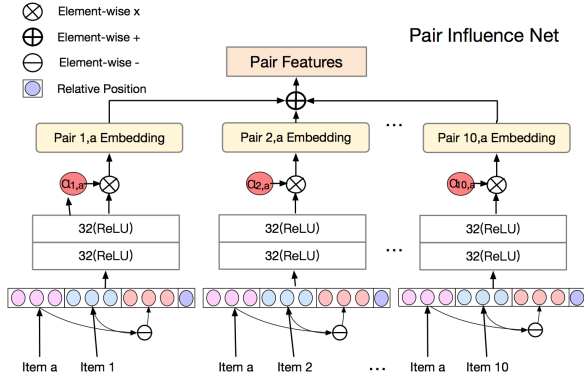 Element-wise x
Element-wise +
Element-wise -
Relative Position
Pair Influence Net
Pair Features
Pair 1,a Embedding
Pair 2,a Embedding
...
Pair 10,a Embedding
α1,a
α2,a
α10,a
32(ReLU)
32(ReLU)
32(ReLU)
32(ReLU)
32(ReLU)
32(ReLU)
...
Item a
Item 1
Item a
Item 2
...
Item a
Item 10